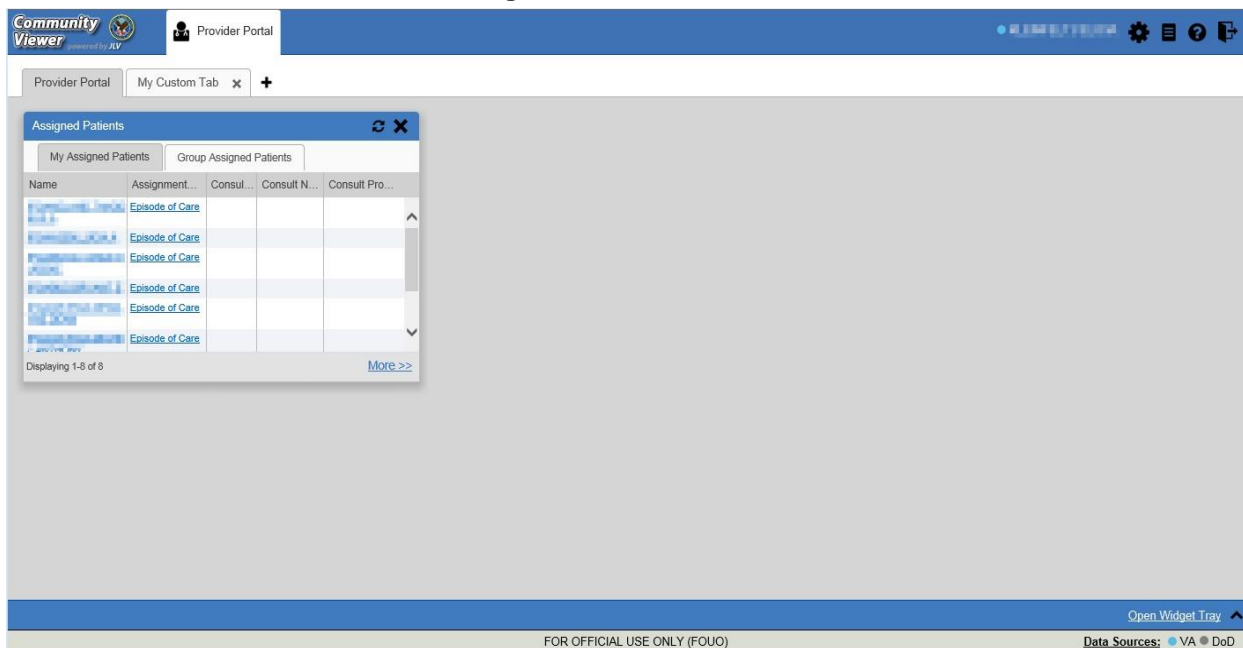 Community
Viewer powered by JLV
Provider Portal
Provider Portal
My Custom Tab
Assigned Patients
My Assigned Patients
Group Assigned Patients
Name Assignment... Consul... Consult N... Consult Pro...
Episode of Care
Episode of Care
Episode of Care
Episode of Care
Episode of Care
Episode of Care
Displaying 1-8 of 8 More >>
Open Widget Tray
FOR OFFICIAL USE ONLY (FOUO) Data Sources: VA DoD